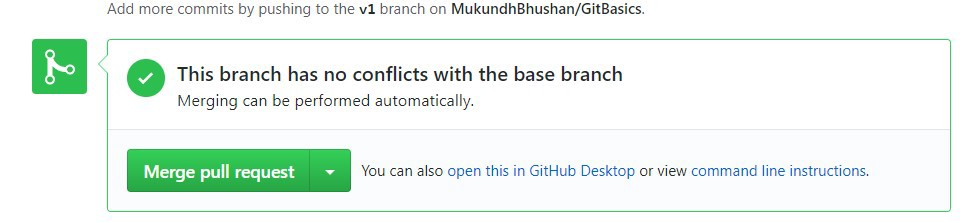 Add more commits by pushing to the v1 branch on MukundhBhushan/GitBasics.
This branch has no conflicts with the base branch
Merging can be performed automatically.
Merge pull request
You can also open this in GitHub Desktop or view command line instructions.